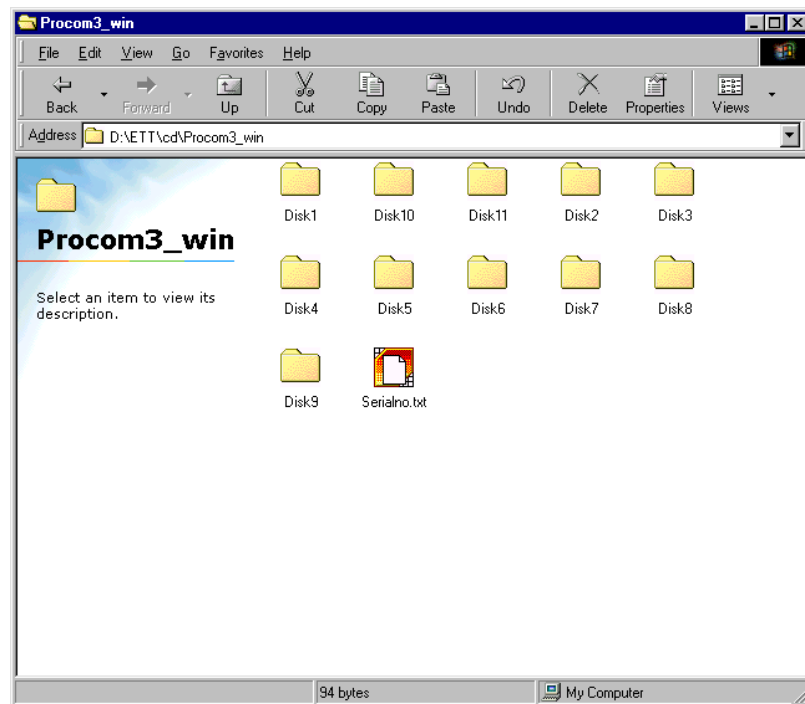 Procom3_win
File Edit View Go Favorites Help
Back Forward Up Cut Copy Paste Undo Delete Properties Views
Address D:\ETT\cd\Procom3_win
Procom3_win
Select an item to view its
description.
Disk1 Disk10 Disk11 Disk2 Disk3
Disk4 Disk5 Disk6 Disk7 Disk8
Disk9 Serialno.txt
94 bytes My Computer